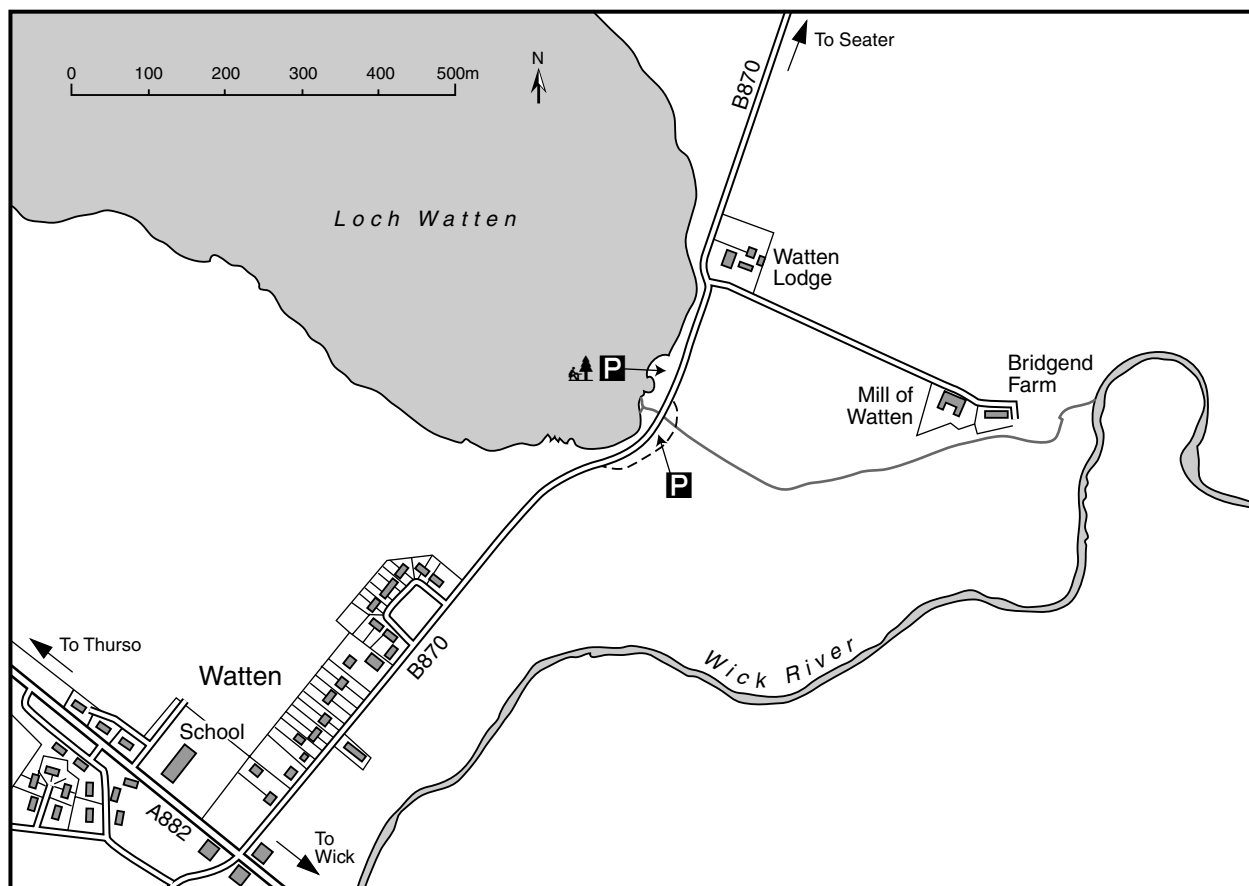 To Seater
0 100 200 300 400 500m
N
B870
Loch Watten
Watten
Lodge
P
Bridgend
Farm
Mill of
Watten
P
To Thurso
Watten
B870
Wick River
School
A882
To
Wick